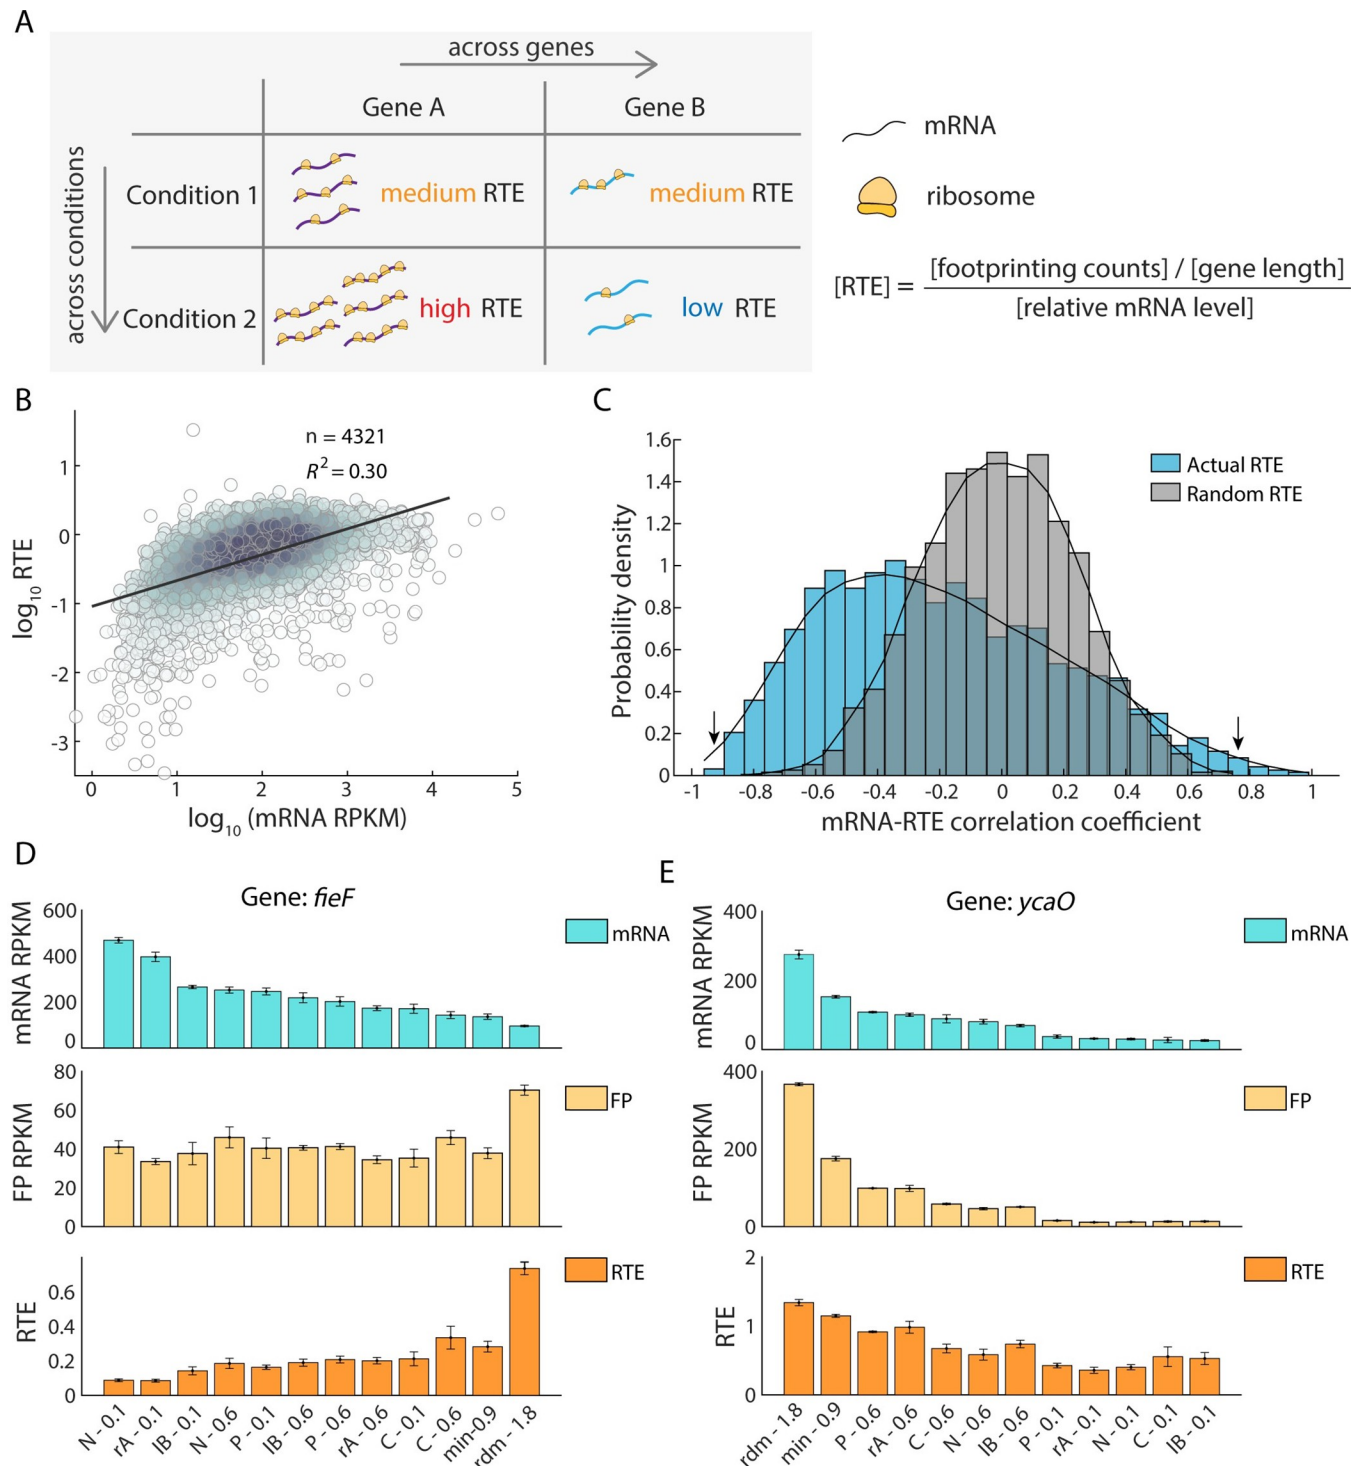 A
across genes
Gene A
Gene B
across conditions
Condition 1
medium RTE
medium RTE
Condition 2
high RTE
low RTE
mRNA
ribosome
[RTE] = [footprinting counts] / [gene length]
[relative mRNA level]
B
n = 4321
R² = 0.30
log₁₀ RTE
1
0
-1
-2
-3
0 1 2 3 4 5
log₁₀ (mRNA RPKM)
C
Actual RTE
Random RTE
Probability density
1.6
1.4
1.2
1
0.8
0.6
0.4
0.2
0
-1 -0.8 -0.6 -0.4 -0.2 0 0.2 0.4 0.6 0.8 1
mRNA-RTE correlation coefficient
D
Gene: fieF
mRNA RPKM
600
400
200
0
mRNA
FP RPKM
80
60
40
20
0
FP
RTE
0.6
0.4
0.2
0
RTE
N - 0.1
rA - 0.1
IB - 0.1
N - 0.6
P - 0.1
IB - 0.6
P - 0.6
rA - 0.6
C - 0.1
C - 0.6
min-0.9
rdm - 1.8
E
Gene: ycaO
mRNA RPKM
400
200
0
mRNA
FP RPKM
400
200
0
FP
RTE
2
1
0
RTE
rdm - 1.8
min - 0.9
P - 0.6
rA - 0.6
C - 0.6
N - 0.6
IB - 0.6
P - 0.1
rA - 0.1
N - 0.1
C - 0.1
IB - 0.1